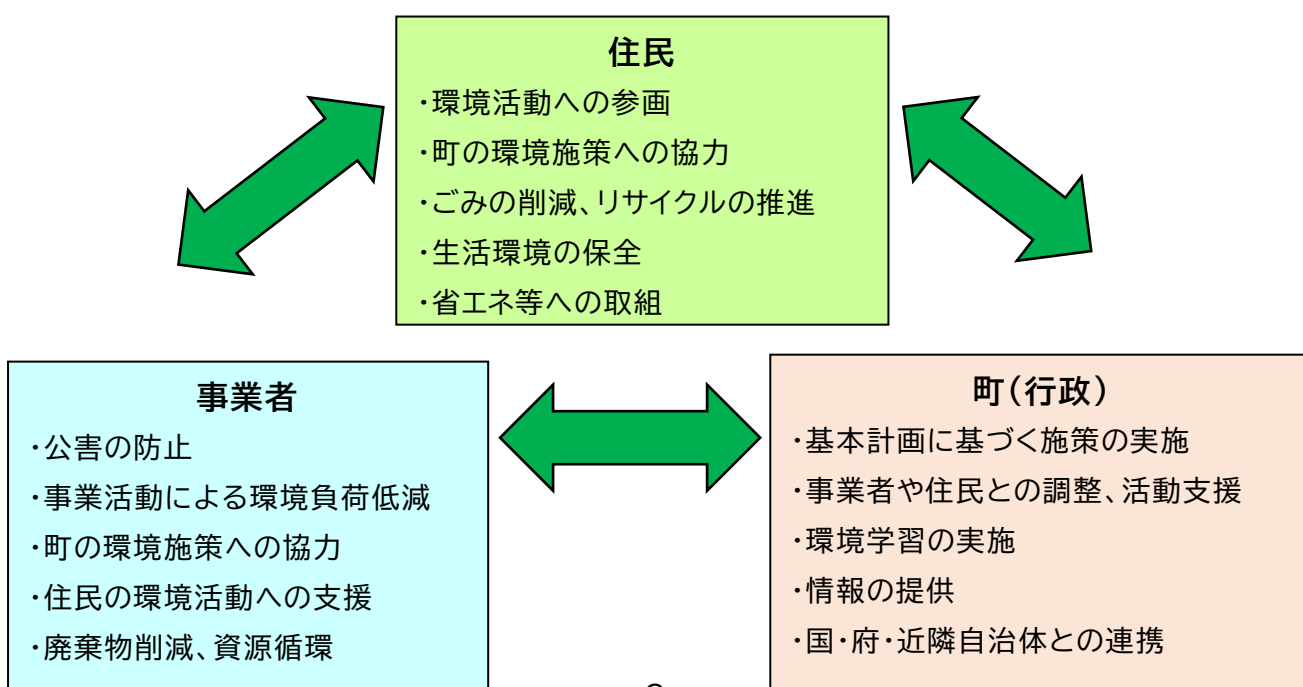 住民
・環境活動への参画
・町の環境施策への協力
・ごみの削減、リサイクルの推進
・生活環境の保全
・省エネ等への取組
事業者
・公害の防止
・事業活動による環境負荷低減
・町の環境施策への協力
・住民の環境活動への支援
・廃棄物削減、資源循環
町（行政）
・基本計画に基づく施策の実施
・事業者や住民との調整、活動支援
・環境学習の実施
・情報の提供
・国・府・近隣自治体との連携